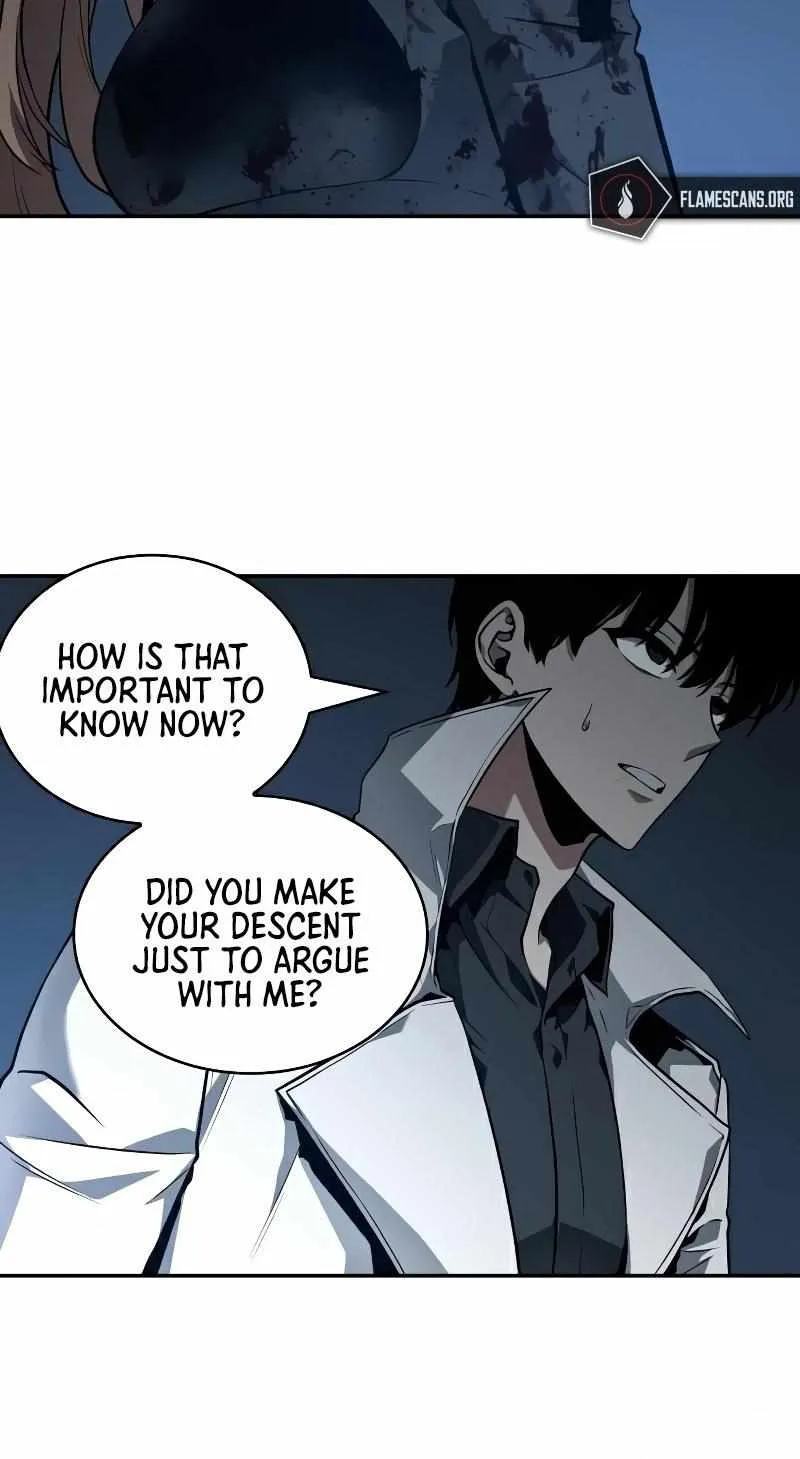 FLAMESCANS.ORG
HOW IS THAT
IMPORTANT TO
KNOW NOW?
DID YOU MAKE
YOUR DESCENT
JUST TO ARGUE
WITH ME?